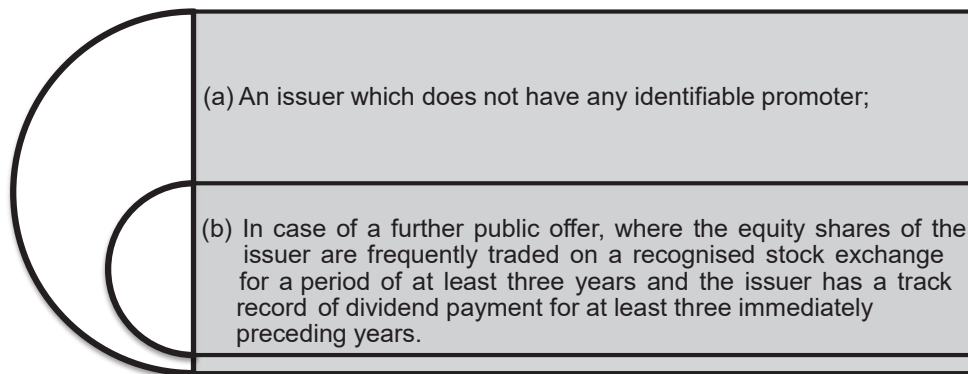 (a) An issuer which does not have any identifiable promoter;
(b) In case of a further public offer, where the equity shares of the
issuer are frequently traded on a recognised stock exchange
for a period of at least three years and the issuer has a track
record of dividend payment for at least three immediately
preceding years.